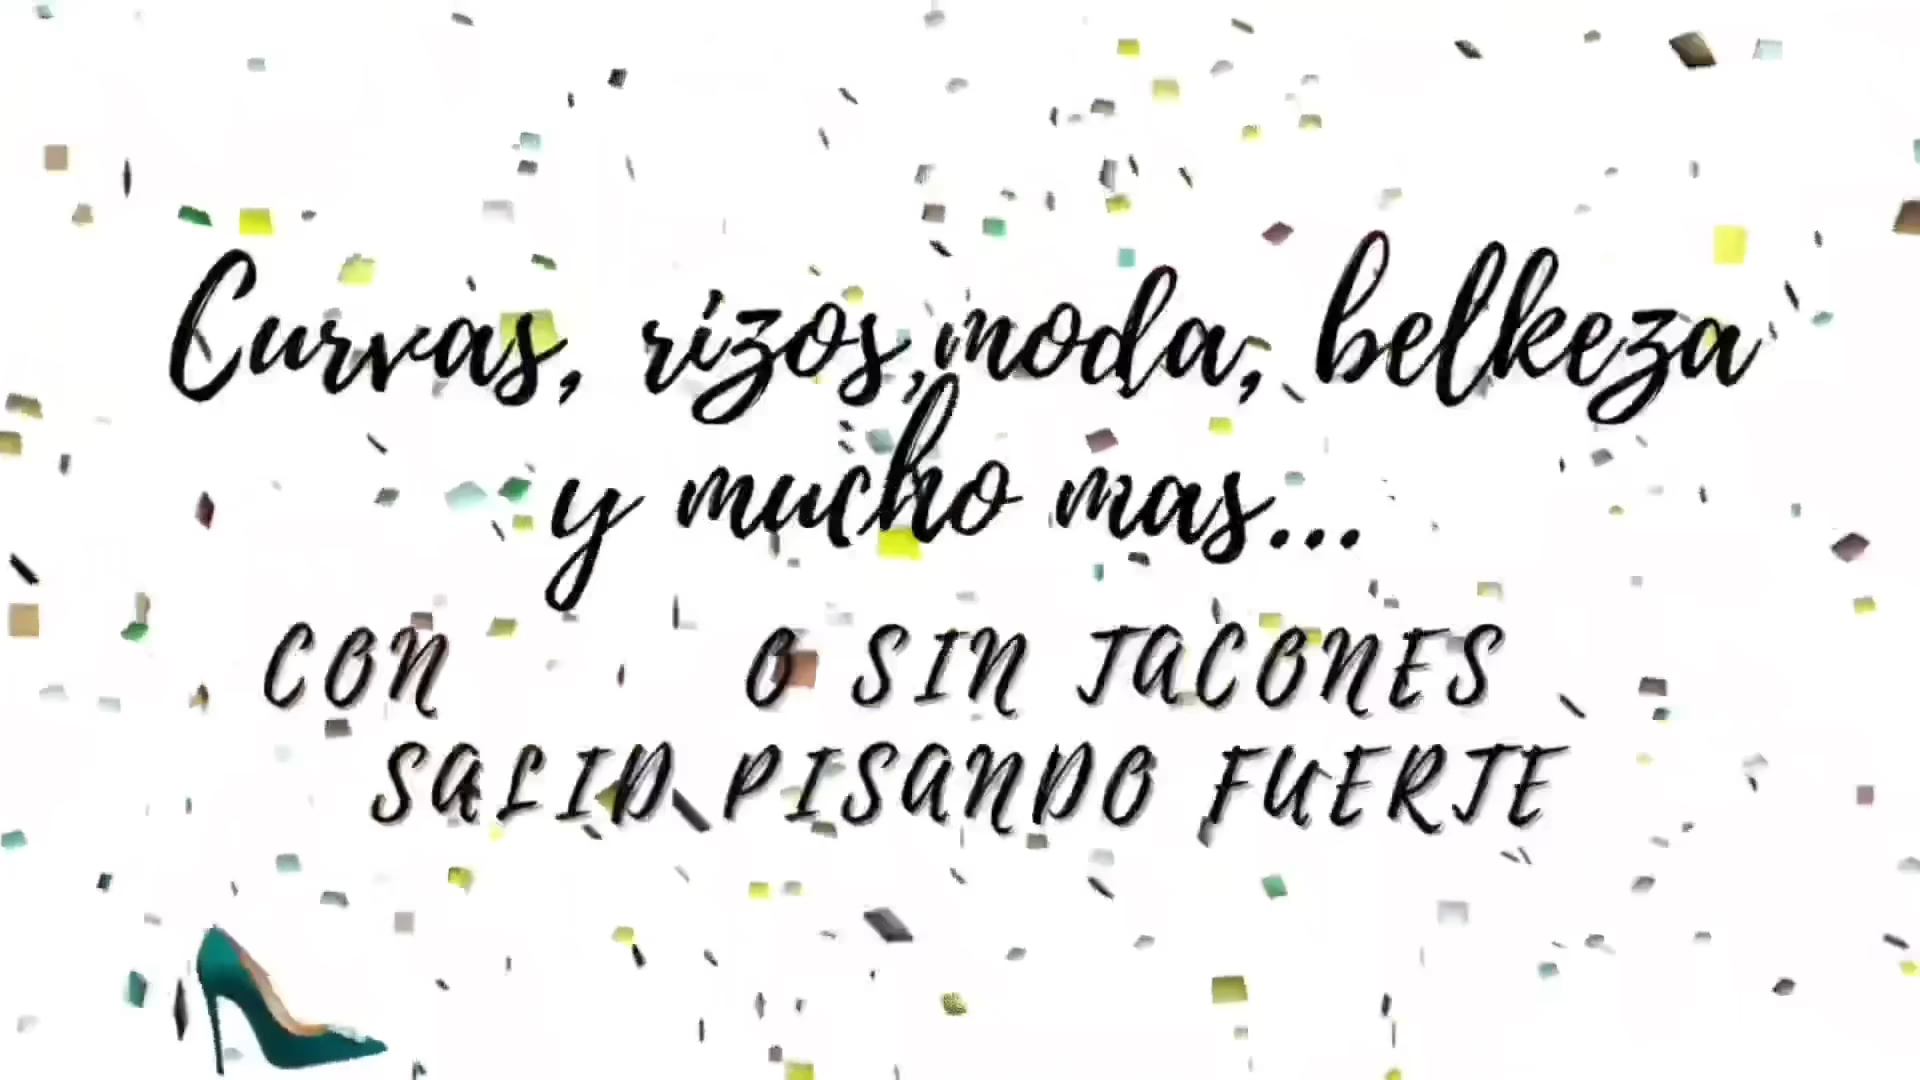 Curvas, rizos, moda, belkeza
y mucho mas...
CON O SIN TACONES
SALID PISANDO FUERTE